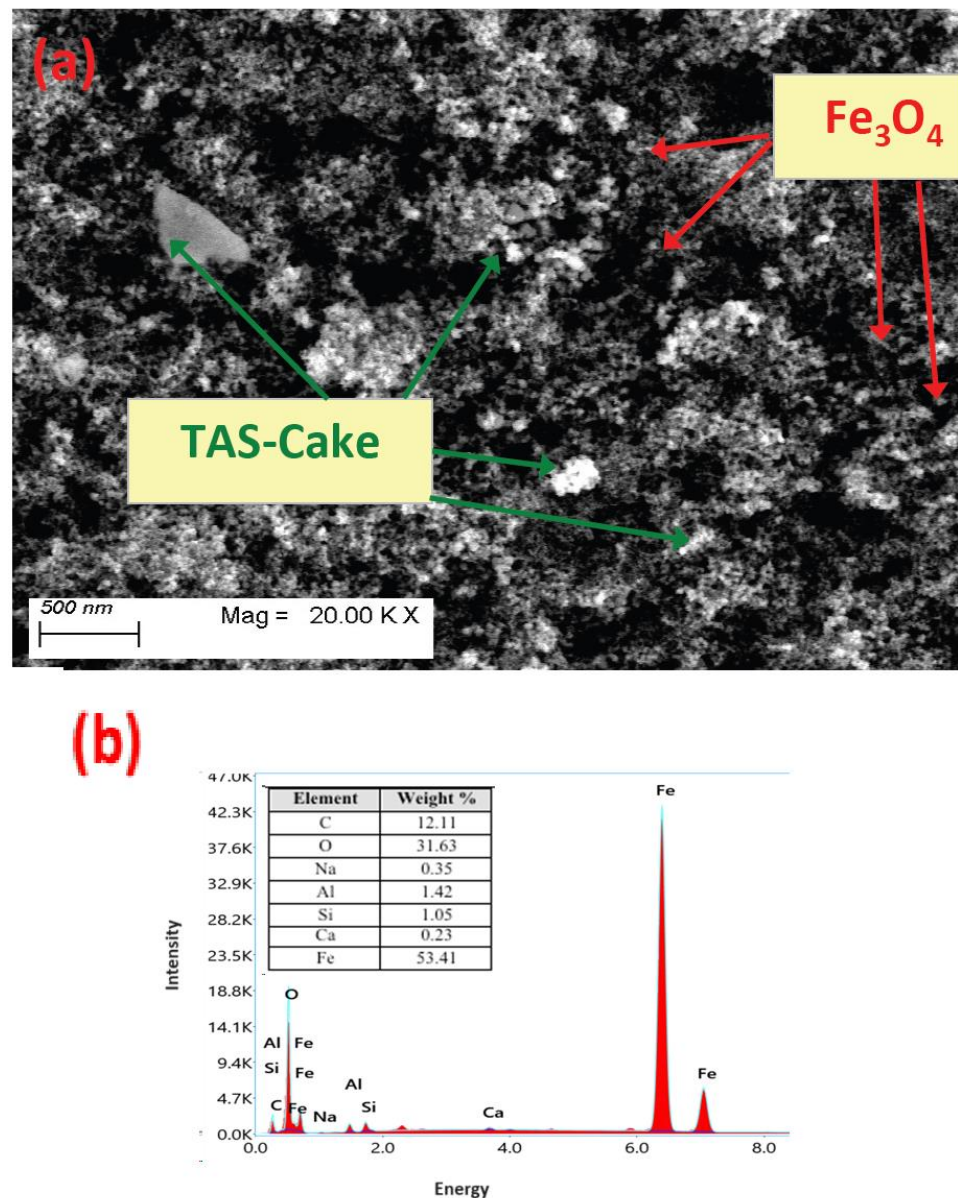 (a)
Fe₃O₄
TAS-Cake
500 nm
Mag = 20.00 K X
(b)
47.0K
42.3K
37.6K
32.9K
28.2K
23.5K
18.8K
14.1K
9.4K
4.7K
0.0K
Intensity
Element Weight %
C 12.11
O 31.63
Na 0.35
Al 1.42
Si 1.05
Ca 0.23
Fe 53.41
Fe
O
Al Fe
Si Fe
C Fe Na
Al
Si
Ca
Fe
0.0 2.0 4.0 6.0 8.0
Energy